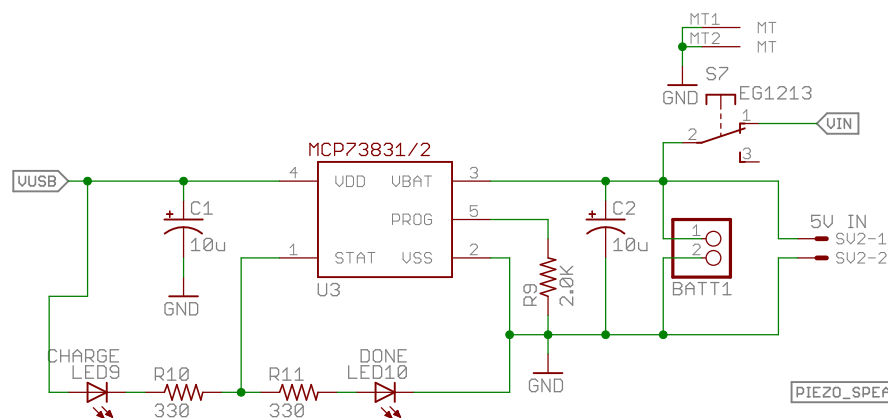 MT1 MT
MT2 MT
S7
GND EG1213
1
2
VIN
3
MCP73831/2
VUSB
4 VDD VBAT 3
C1
10u
PROG 5
1 STAT VSS 2
U3
GND
C2
10u
R9
2.0K
1
2
BATT1
5V IN
SV2-1
SV2-2
CHARGE
LED9
R10
330
R11
330
DONE
LED10
GND
PIEZO_SPEA